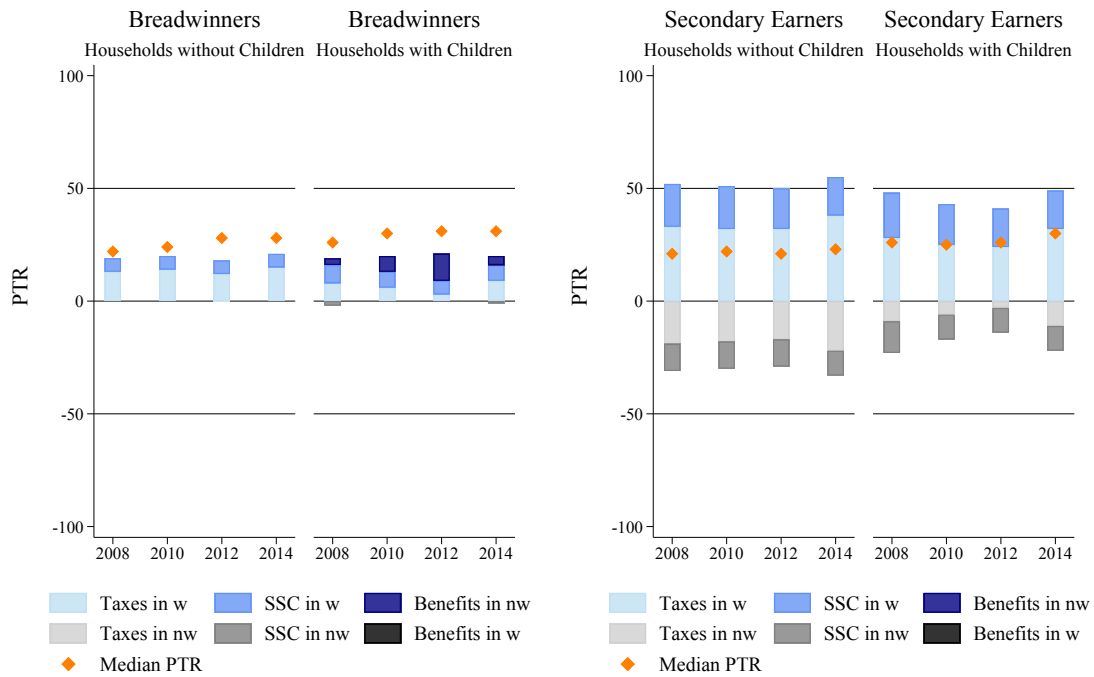 Breadwinners
Breadwinners
Households without Children
Households with Children
100
50
0
-50
-100
PTR
2008 2010 2012 2014
2008 2010 2012 2014
Taxes in w
SSC in w
Benefits in nw
Taxes in nw
SSC in nw
Benefits in w
Median PTR
Secondary Earners
Secondary Earners
Households without Children
Households with Children
100
50
0
-50
-100
PTR
2008 2010 2012 2014
2008 2010 2012 2014
Taxes in w
SSC in w
Benefits in nw
Taxes in nw
SSC in nw
Benefits in w
Median PTR